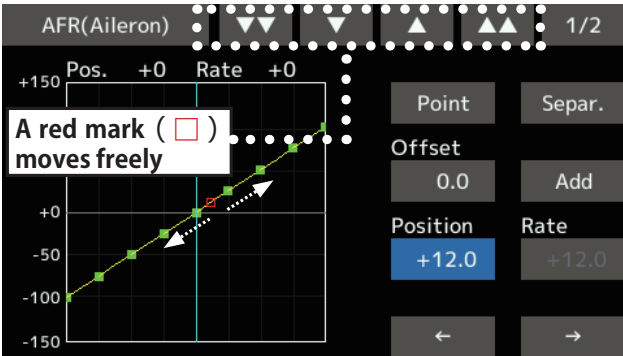 AFR(Aileron) ▼▼ ▼ ▲ ▲▲ 1/2
Pos. +0 Rate +0
+150
A red mark ( □ )
moves freely
+0
-50
-100
-150
Point Separ.
Offset
0.0 Add
Position Rate
+12.0 +12.0
← →